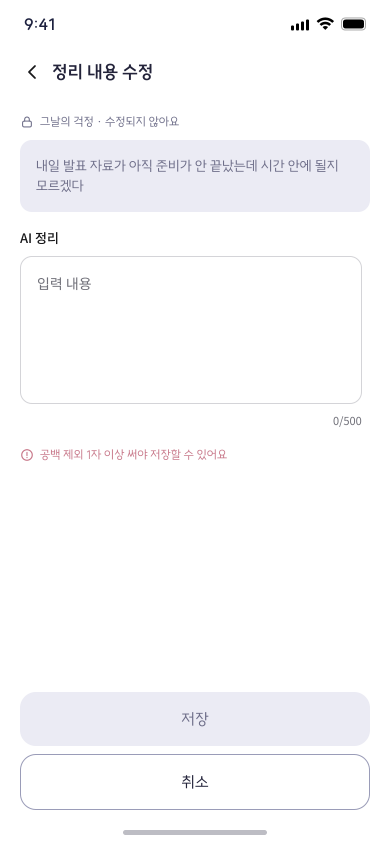 9:41
정리 내용 수정
그날의 걱정 · 수정되지 않아요
내일 발표 자료가 아직 준비가 안 끝났는데 시간 안에 될지
모르겠다
AI 정리
입력 내용
0/500
공백 제외 1자 이상 써야 저장할 수 있어요
저장
취소